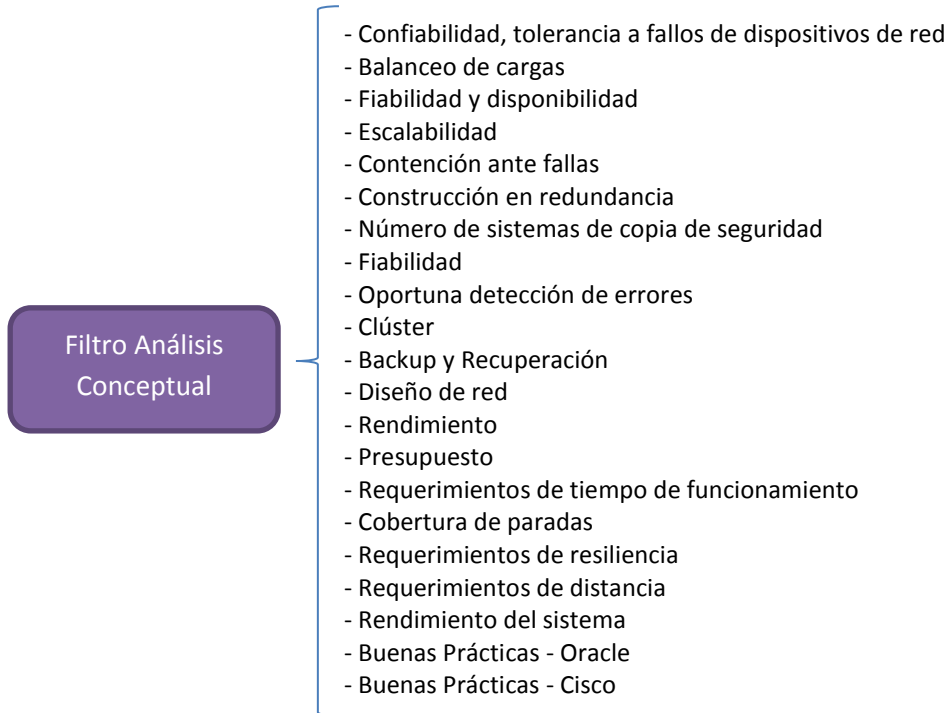 - Confiabilidad, tolerancia a fallos de dispositivos de red
- Balanceo de cargas
- Fiabilidad y disponibilidad
- Escalabilidad
- Contención ante fallas
- Construcción en redundancia
- Número de sistemas de copia de seguridad
- Fiabilidad
- Oportuna detección de errores
- Clúster
- Backup y Recuperación
- Diseño de red
- Rendimiento
- Presupuesto
- Requerimientos de tiempo de funcionamiento
- Cobertura de paradas
- Requerimientos de resiliencia
- Requerimientos de distancia
- Rendimiento del sistema
- Buenas Prácticas - Oracle
- Buenas Prácticas - Cisco
Filtro Análisis
Conceptual